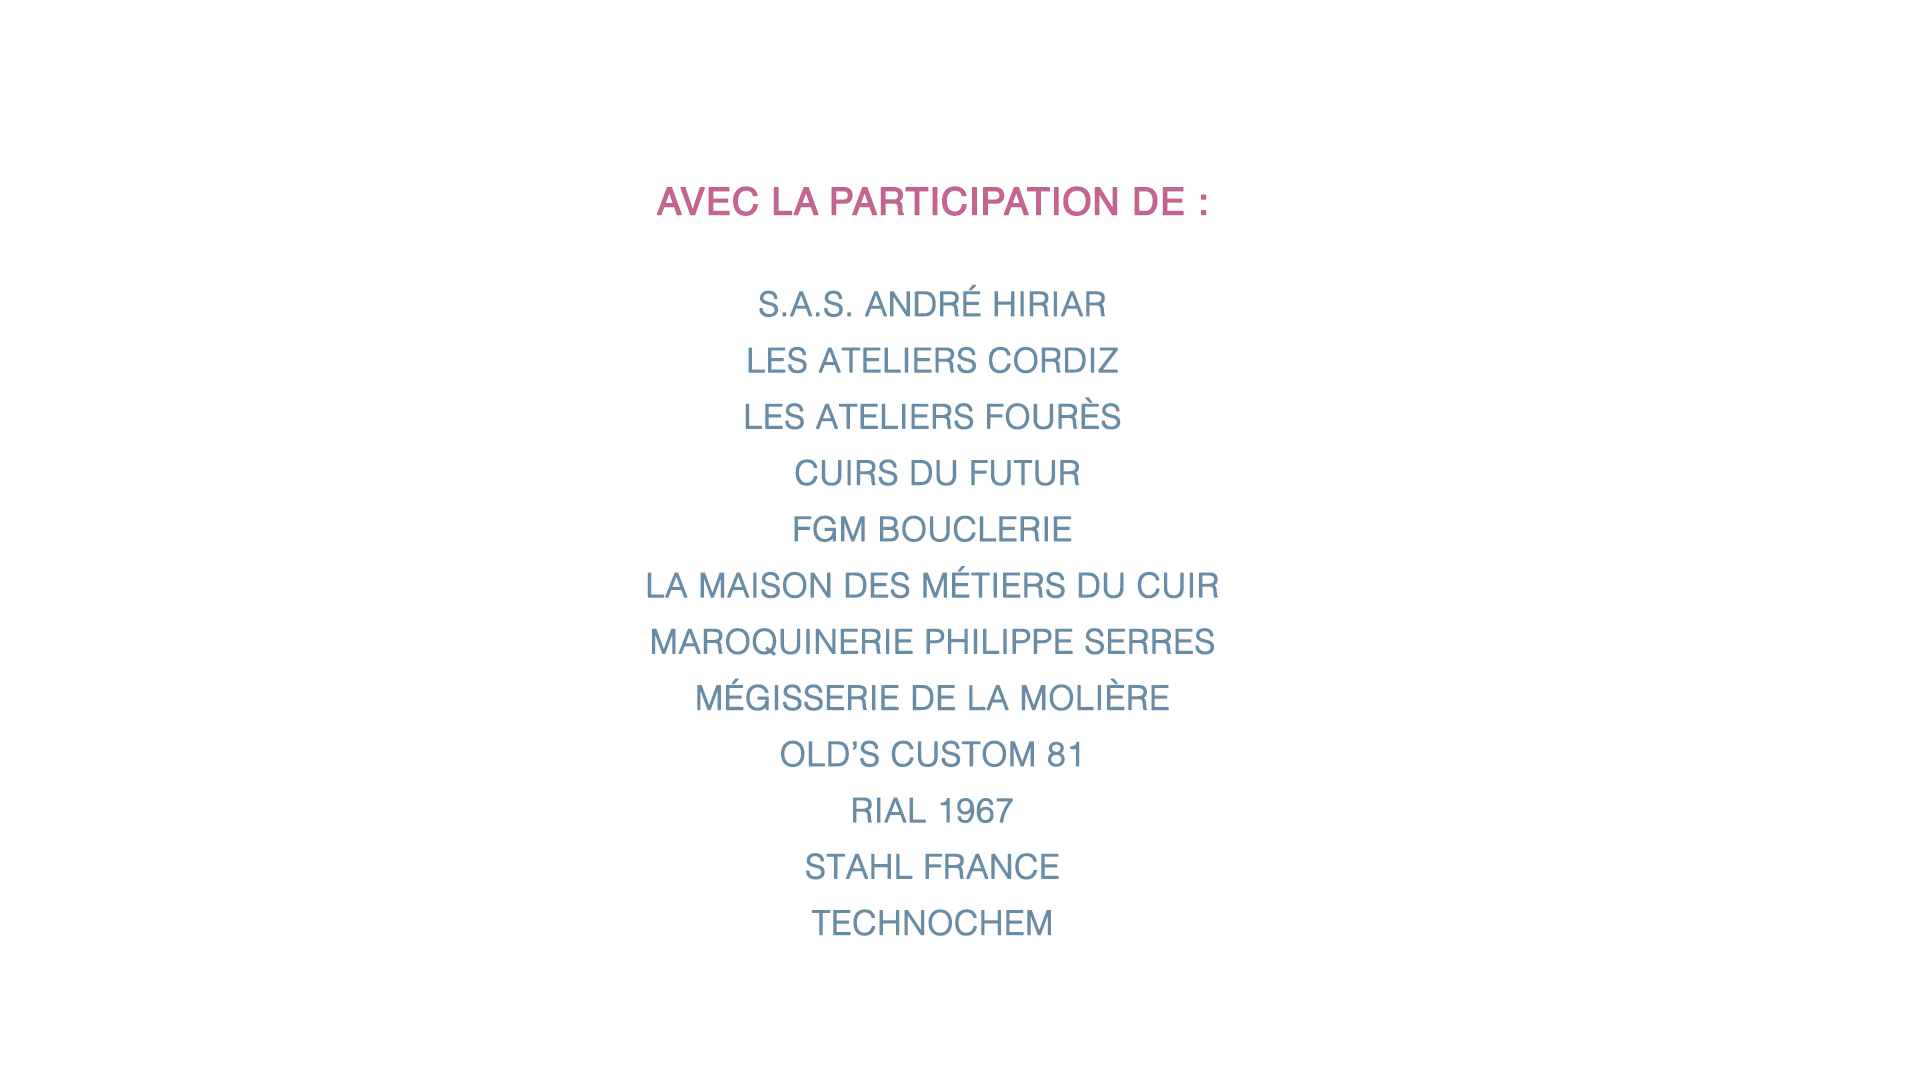 AVEC LA PARTICIPATION DE :
S.A.S. ANDRÉ HIRIAR
LES ATELIERS CORDIZ
LES ATELIERS FOURÈS
CUIRS DU FUTUR
FGM BOUCLERIE
LA MAISON DES MÉTIERS DU CUIR
MAROQUINERIE PHILIPPE SERRES
MÉGISSERIE DE LA MOLIÈRE
OLD’S CUSTOM 81
RIAL 1967
STAHL FRANCE
TECHNOCHEM